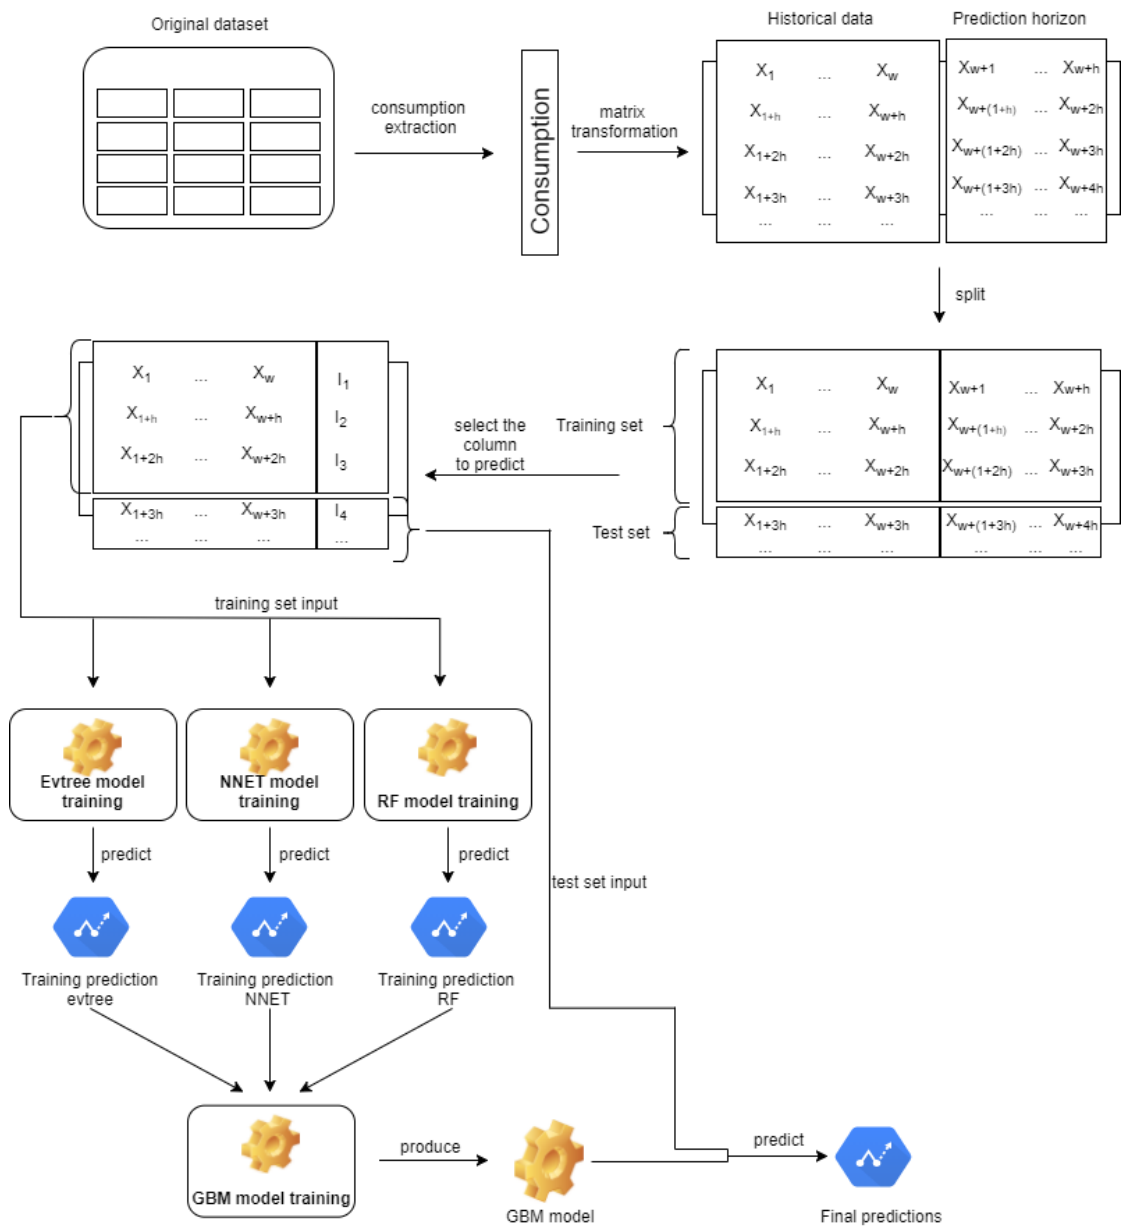 Original dataset
Historical data
Prediction horizon
consumption
extraction
Consumption
matrix
transformation
X1 ... Xw
X1+h Xw+h
X1+2h ... Xw+2h
X1+3h ... Xw+3h
... ... ...
Xw+1 ... Xw+h
Xw+(1+h) ... Xw+2h
Xw+(1+2h) ... Xw+3h
Xw+(1+3h) ... Xw+4h
... ...
split
X1 ... Xw I1
X1+h ... Xw+h I2
X1+2h ... Xw+2h I3
X1+3h ... Xw+3h I4
... ... ... ...
select the
column
to predict
Training set
Test set
X1 ... Xw Xw+1 ... Xw+h
X1+h ... Xw+h Xw+(1+h) ... Xw+2h
X1+2h ... Xw+2h Xw+(1+2h) ... Xw+3h
X1+3h ... Xw+3h Xw+(1+3h) ... Xw+4h
... ... ... ... ...
training set input
Evtree model
training
NNET model
training
RF model training
predict
predict
predict
test set input
Training prediction
evtree
Training prediction
NNET
Training prediction
RF
GBM model training
produce
GBM model
predict
Final predictions